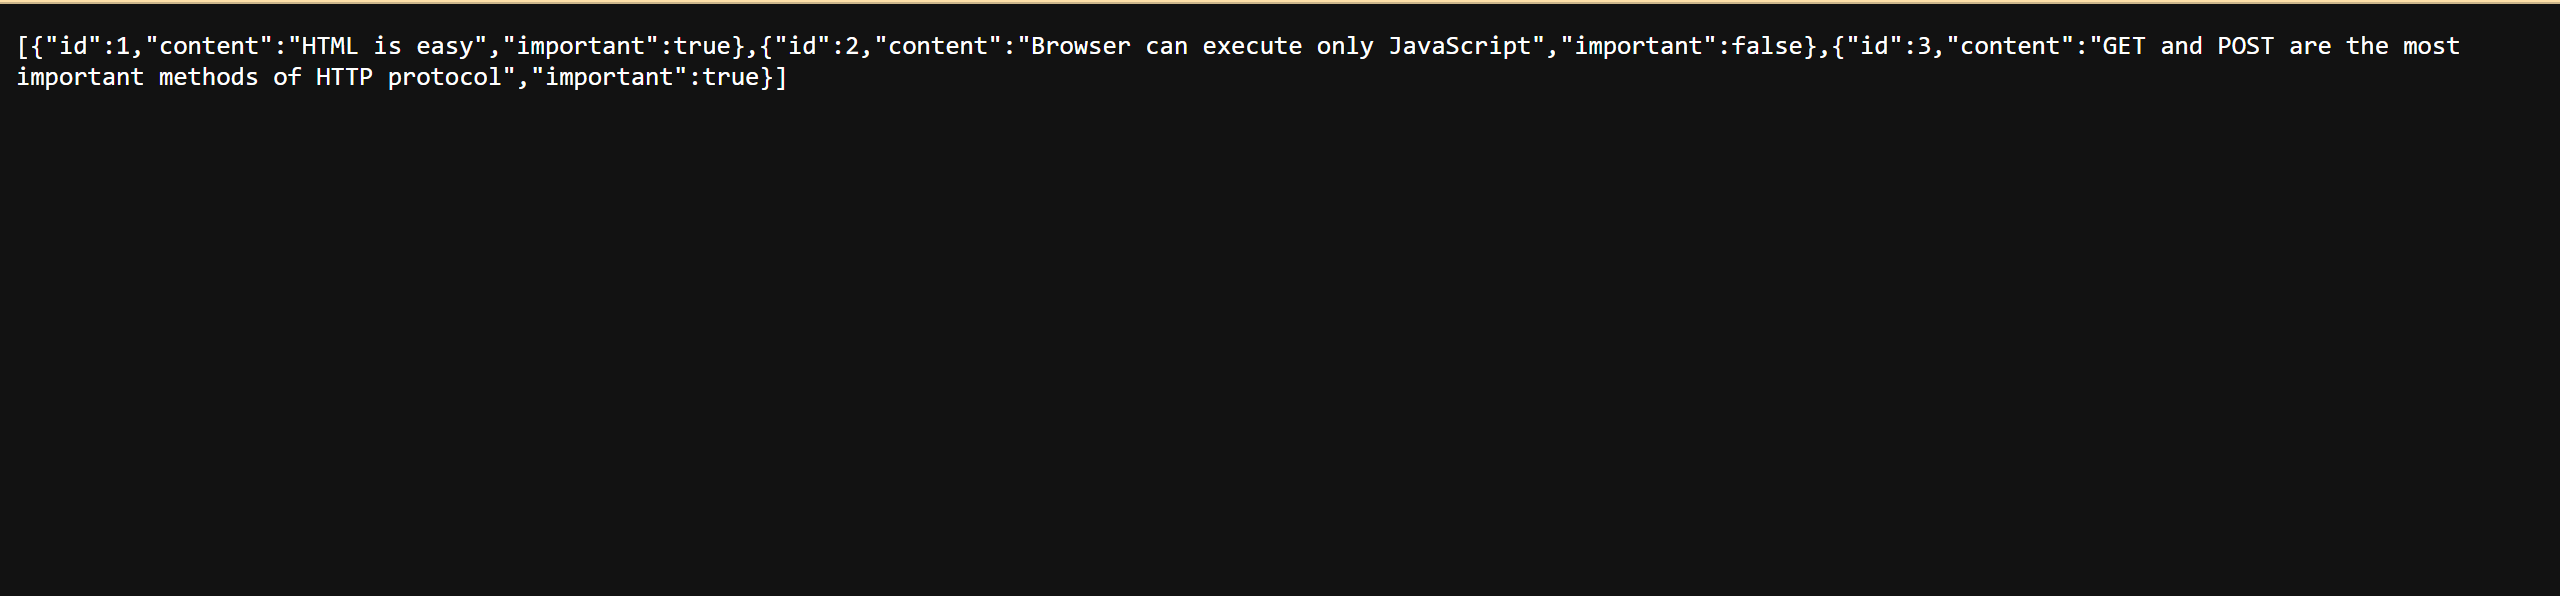 [{"id":1,"content":"HTML is easy","important":true},{"id":2,"content":"Browser can execute only JavaScript","important":false},{"id":3,"content":"GET and POST are the most
important methods of HTTP protocol","important":true}]